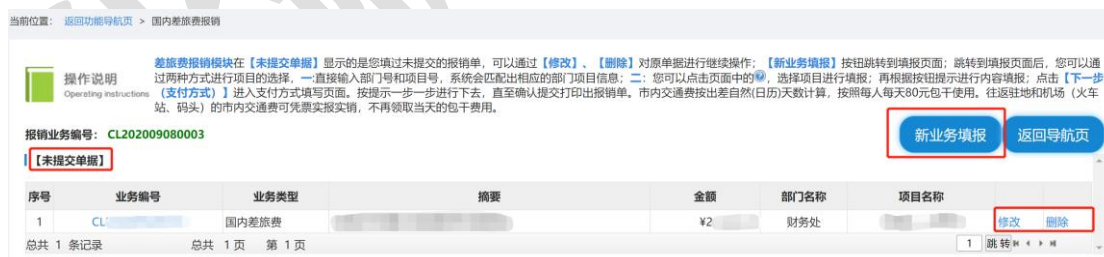 当前位置: 返回功能导航页 > 国内差旅费报销
差旅费报销模块在【未提交单据】显示的是您填过未提交的报销单，可以通过【修改】、【删除】对原单据进行继续操作；【新业务填报】按钮跳转到填报页面；跳转到填报页面后，您可以通
操作说明 过两种方式进行项目的选择，一:直接输入部门号和项目号，系统会匹配出相应的部门项目信息；二：您可以点击页面中的，选择项目进行填报；再根据按钮提示进行内容填报；点击【下一步
Operating instructions （支付方式）】进入支付方式填写页面。按提示一步一步进行下去，直至确认提交打印出报销单。市内交通费按出差自然(日历)天数计算，按照每人每天80元包干使用。往返驻地和机场（火车
站、码头）的市内交通费可凭票实报实销，不再领取当天的包干费用。
报销业务编号: CL202009080003 新业务填报 返回导航页
【未提交单据】
序号 业务编号 业务类型 摘要 金额 部门名称 项目名称
1 CL 国内差旅费 ¥2 财务处 修改 删除
总共 1 条记录 总共 1 页 第 1 页 1 跳转